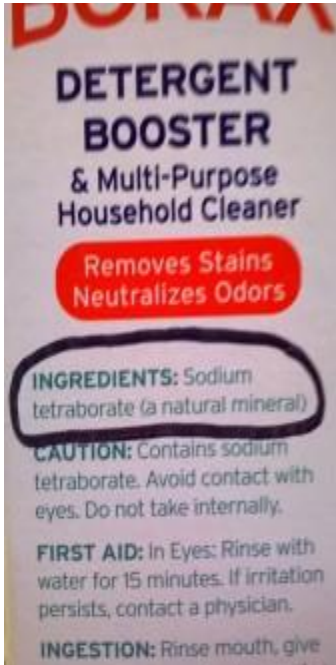 BORAX
DETERGENT
BOOSTER
& Multi-Purpose
Household Cleaner
Removes Stains
Neutralizes Odors
INGREDIENTS: Sodium
tetraborate (a natural mineral)
CAUTION: Contains sodium
tetraborate. Avoid contact with
eyes. Do not take internally.
FIRST AID: In Eyes: Rinse with
water for 15 minutes. If irritation
persists, contact a physician.
INGESTION: Rinse mouth, give